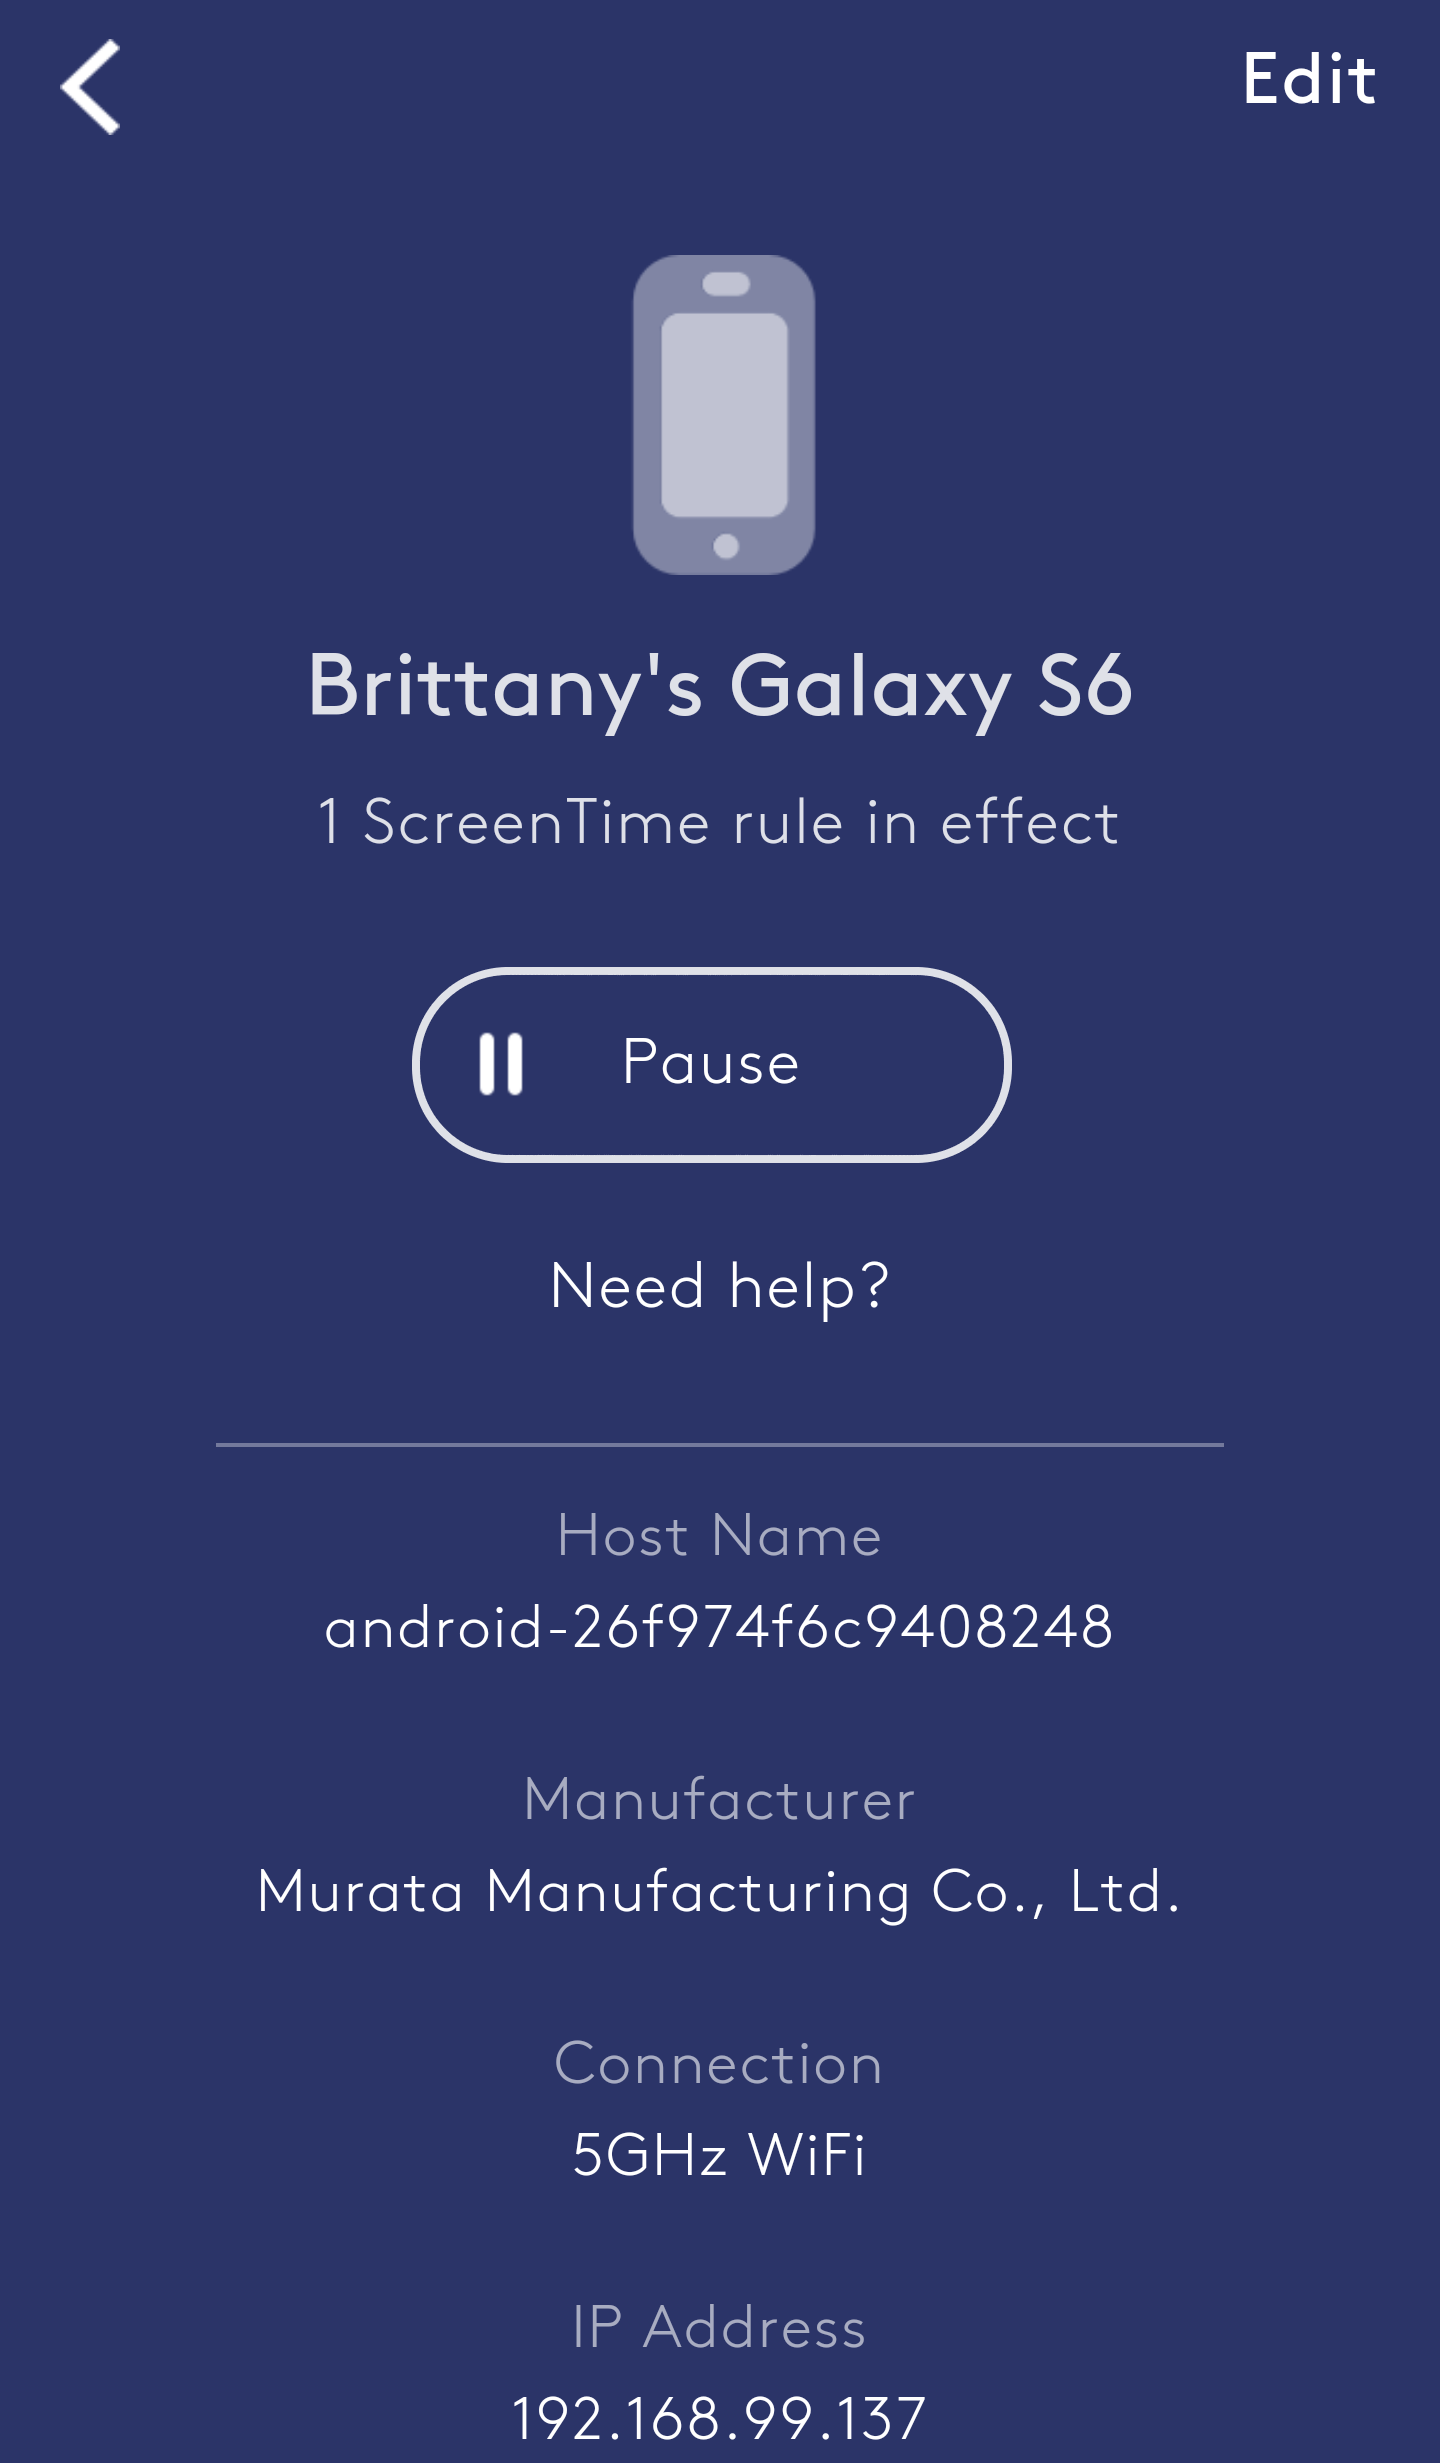 Edit
Brittany's Galaxy S6
1 ScreenTime rule in effect
Pause
Need help?
Host Name
android-26f974f6c9408248
Manufacturer
Murata Manufacturing Co., Ltd.
Connection
5GHz WiFi
IP Address
192.168.99.137